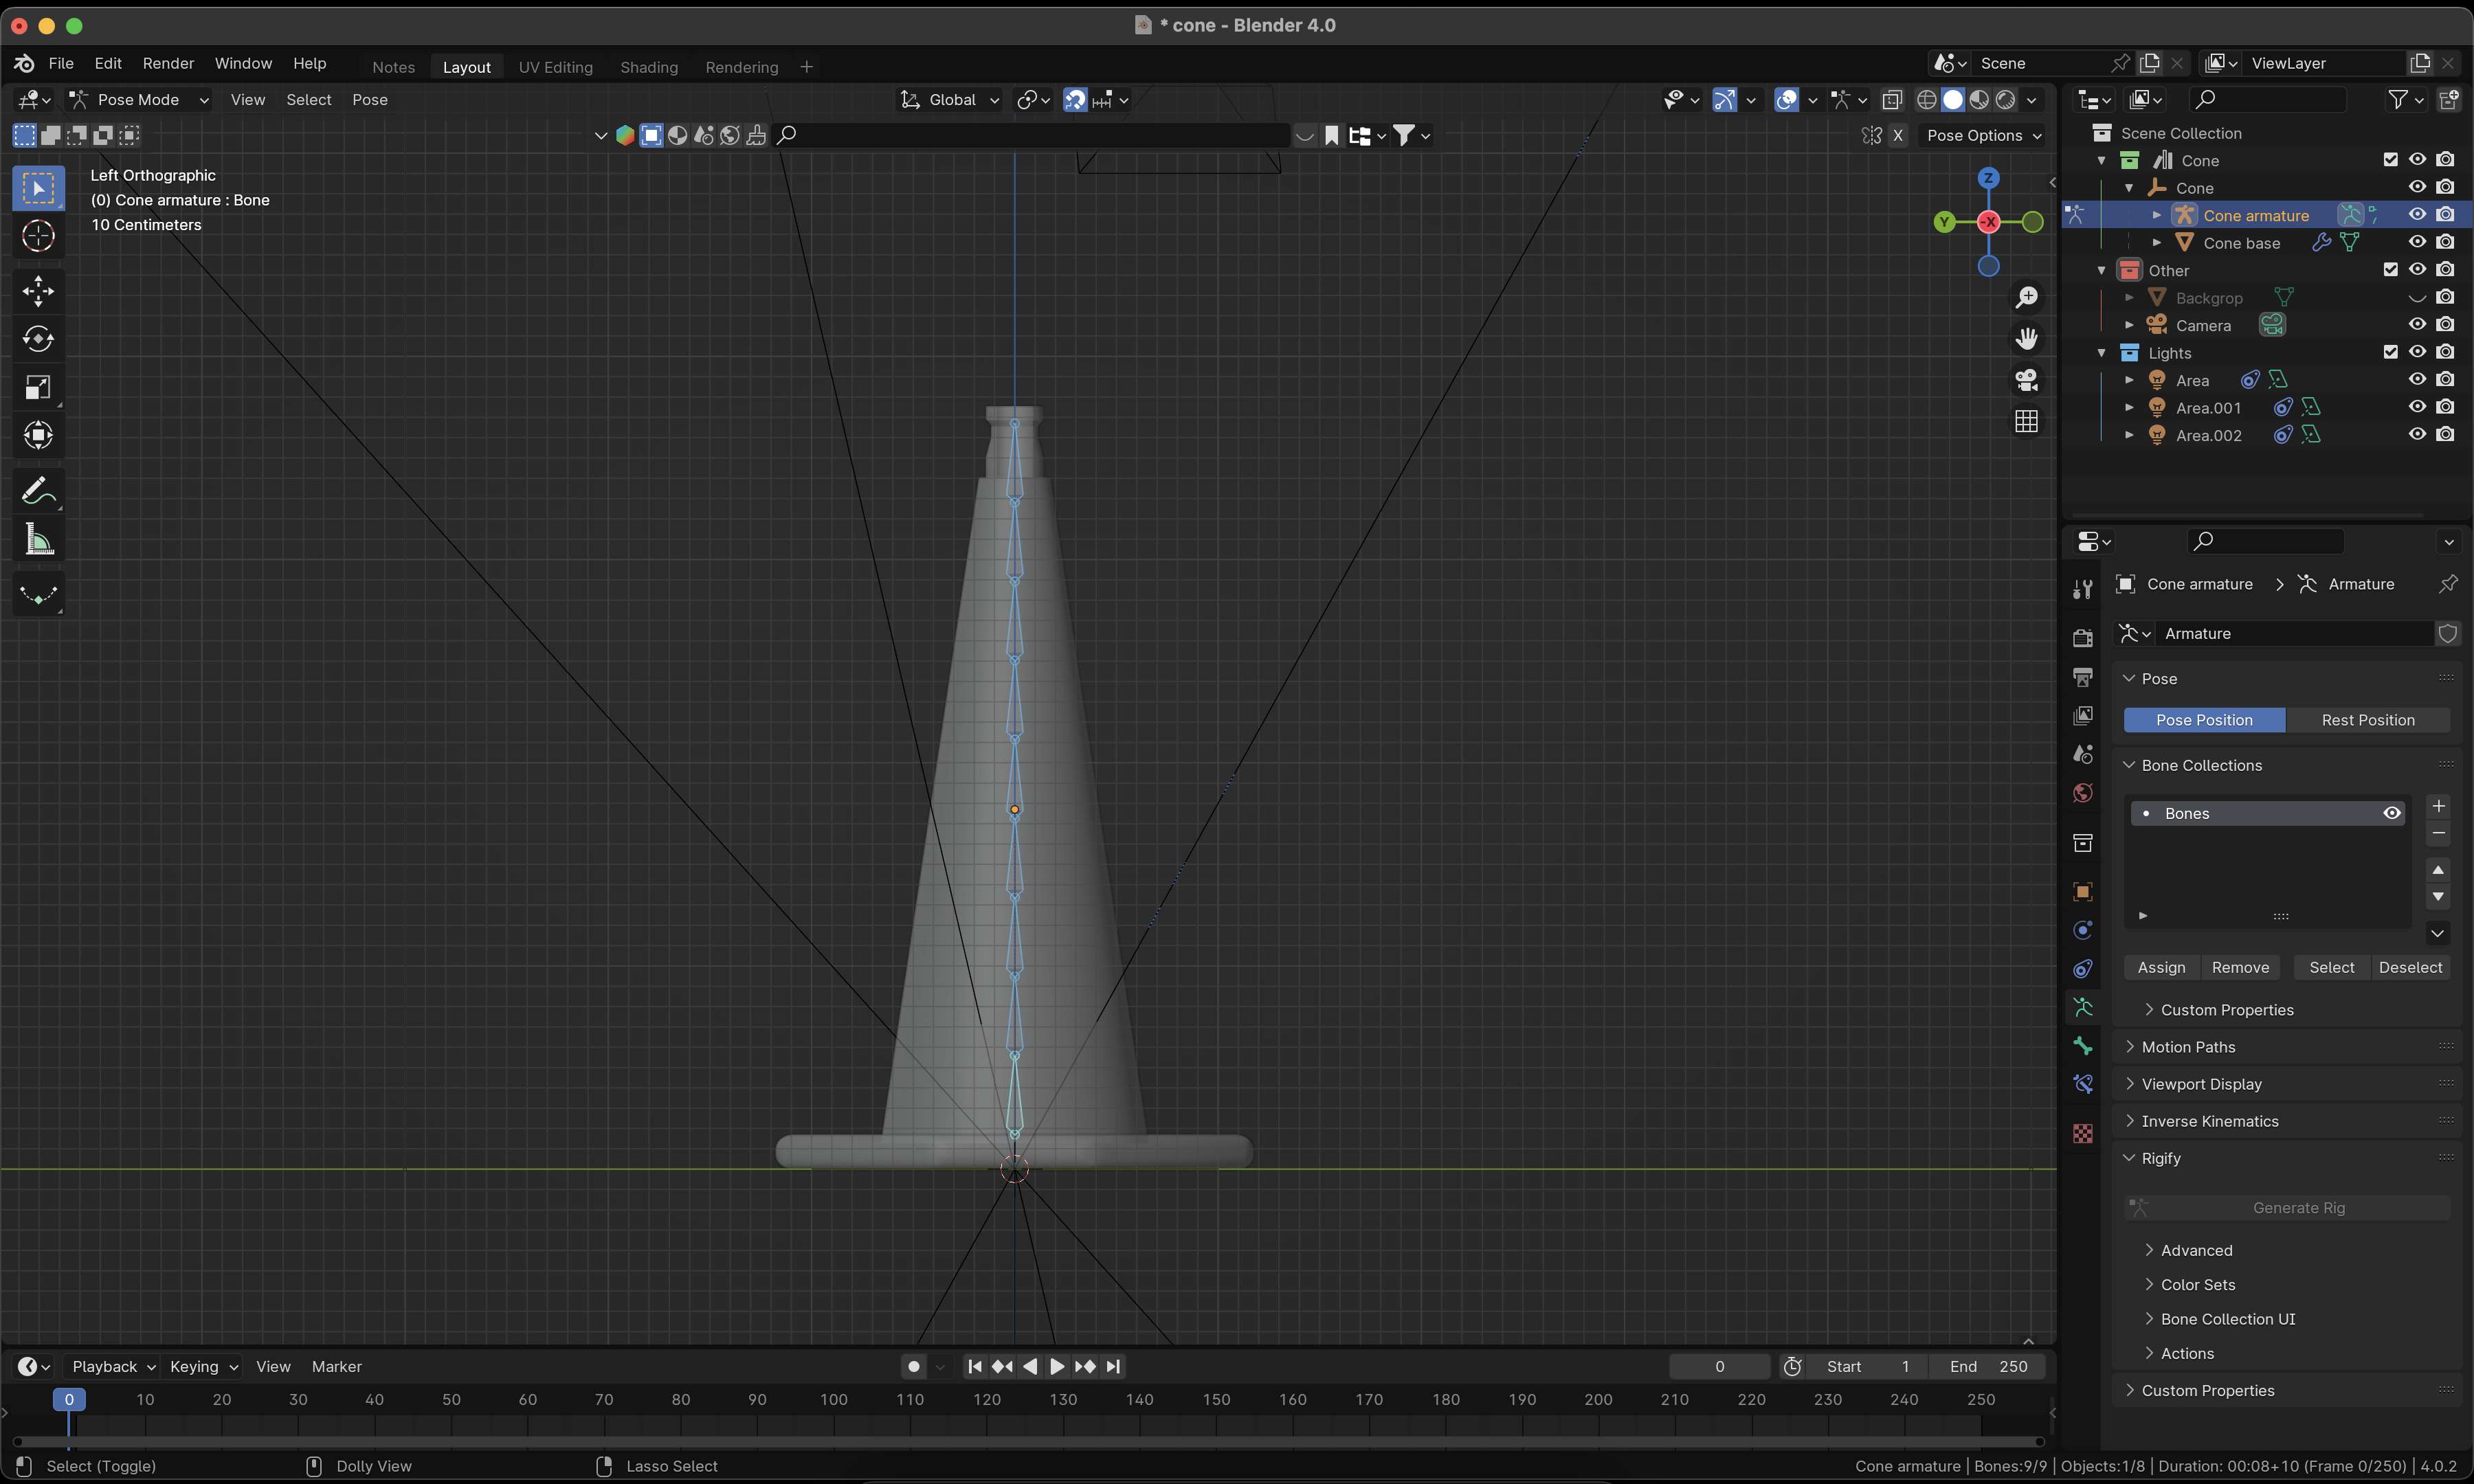 * cone - Blender 4.0
File Edit Render Window Help Notes Layout UV Editing Shading Rendering + Scene ViewLayer
Pose Mode View Select Pose Global
X Pose Options
Left Orthographic
(0) Cone armature : Bone
10 Centimeters
Z
Y -X
Scene Collection
Cone
Cone
Cone armature
Cone base
Other
Backgrop
Camera
Lights
Area
Area.001
Area.002
Cone armature > Armature
Armature
Pose
Pose Position Rest Position
Bone Collections
Bones
Assign Remove Select Deselect
Custom Properties
Motion Paths
Viewport Display
Inverse Kinematics
Rigify
Generate Rig
Advanced
Color Sets
Bone Collection UI
Actions
Custom Properties
Playback Keying View Marker 0 Start 1 End 250
0 10 20 30 40 50 60 70 80 90 100 110 120 130 140 150 160 170 180 190 200 210 220 230 240 250
Select (Toggle) Dolly View Lasso Select Cone armature | Bones:9/9 | Objects:1/8 | Duration: 00:08+10 (Frame 0/250) | 4.0.2